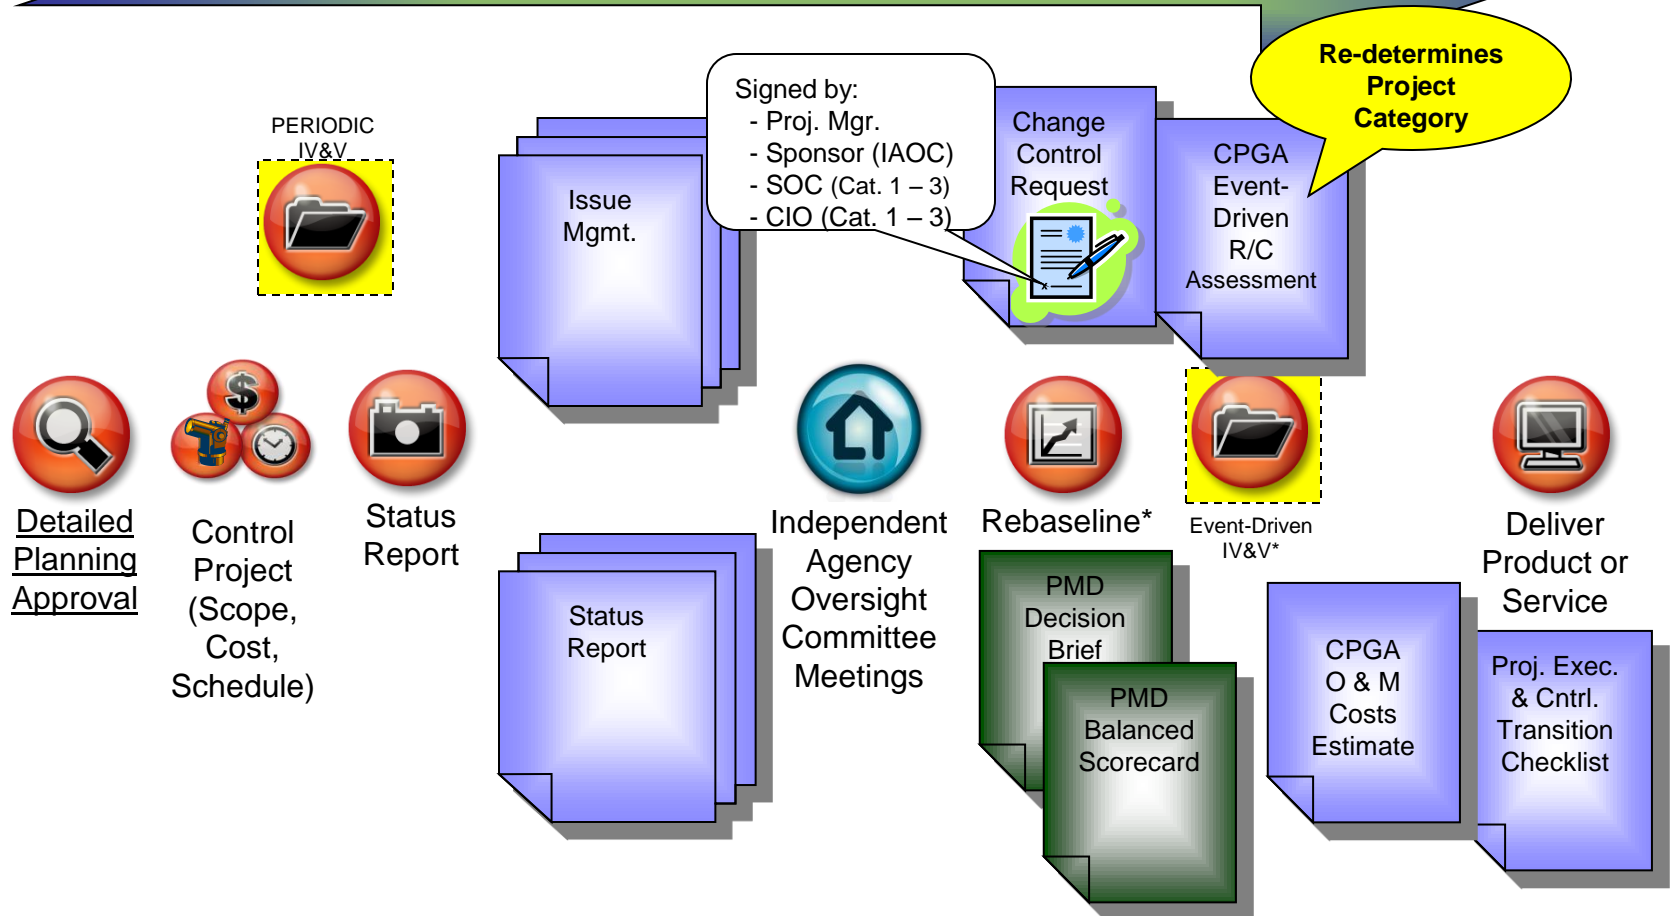 Re-determines
Project
Category
Signed by:
- Proj. Mgr.
- Sponsor (IAOC)
- SOC (Cat. 1 – 3)
- CIO (Cat. 1 – 3)
PERIODIC
IV&V
Issue
Mgmt.
Change
Control
Request
CPGA
Event-
Driven
R/C
Assessment
Detailed
Planning
Approval
Control
Project
(Scope,
Cost,
Schedule)
Status
Report
Status
Report
Independent
Agency
Oversight
Committee
Meetings
Rebaseline*
PMD
Decision
Brief
PMD
Balanced
Scorecard
Event-Driven
IV&V*
CPGA
O & M
Costs
Estimate
Deliver
Product or
Service
Proj. Exec.
& Cntrl.
Transition
Checklist